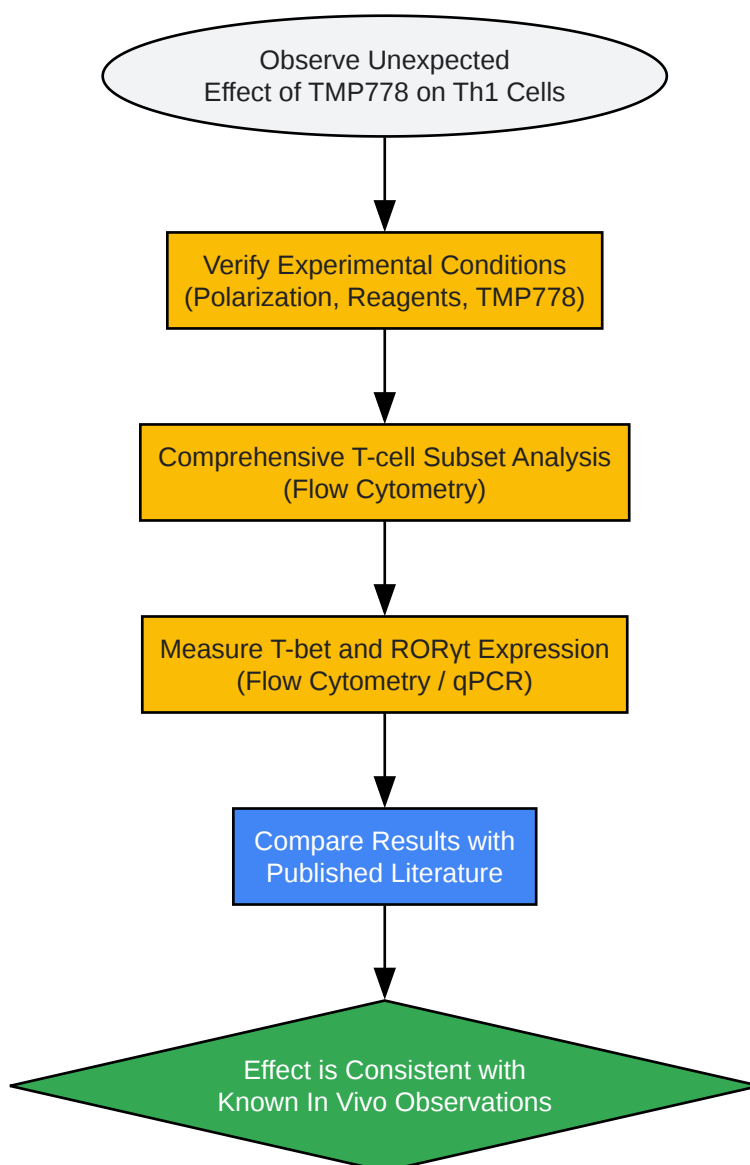 Observe Unexpected
Effect of TMP778 on Th1 Cells
Verify Experimental Conditions
(Polarization, Reagents, TMP778)
Comprehensive T-cell Subset Analysis
(Flow Cytometry)
Measure T-bet and RORγt Expression
(Flow Cytometry / qPCR)
Compare Results with
Published Literature
Effect is Consistent with
Known In Vivo Observations